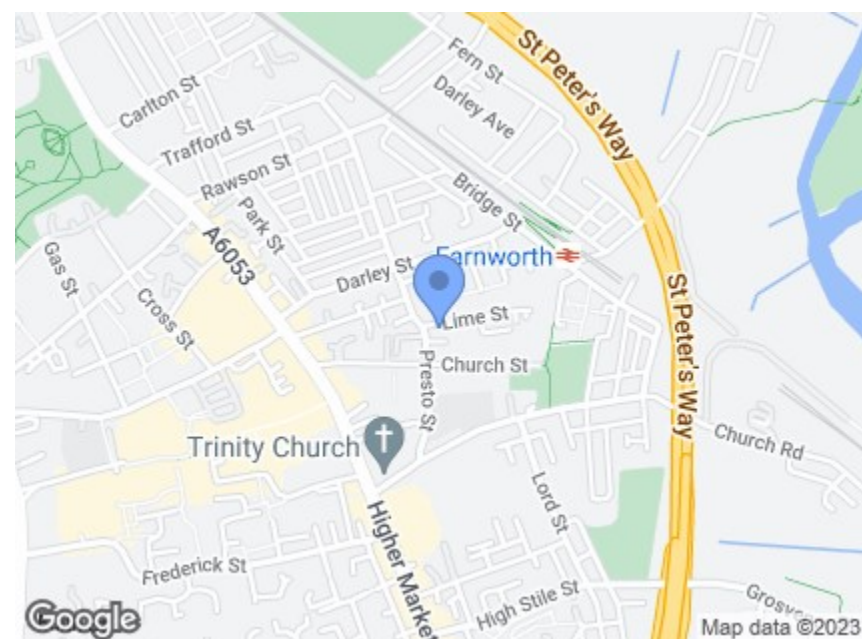 Fern St
St Peter's Way
Carlton St
Darley Ave
Trafford St
Rawson St
Bridge St
Park St
A6053
Gas St
Farnworth
Darley St
Cross St
Lime St
St Peter's Way
Church St
Presto St
Trinity Church
Church Rd
Lord St
Higher Market
Frederick St
High Stile St
Grosv
Google
Map data ©2023